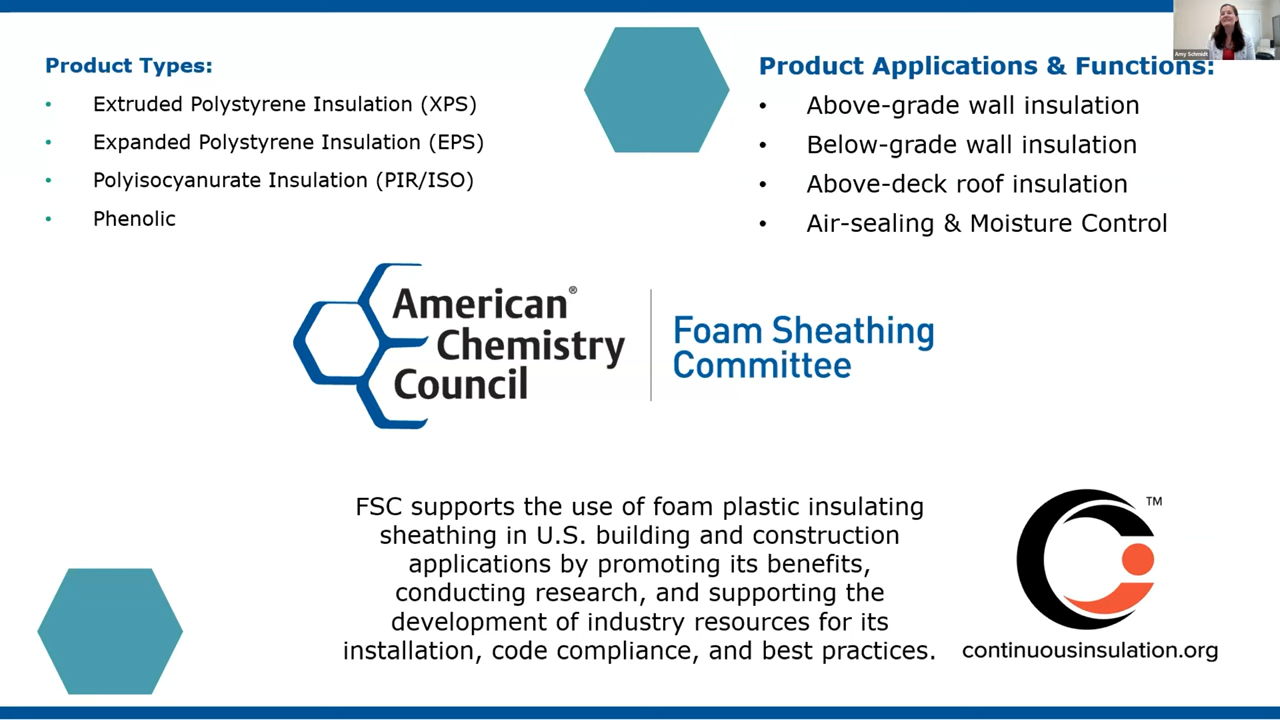 Amy Schmidt
Product Types:
• Extruded Polystyrene Insulation (XPS)
• Expanded Polystyrene Insulation (EPS)
• Polyisocyanurate Insulation (PIR/ISO)
• Phenolic
Product Applications & Functions:
• Above-grade wall insulation
• Below-grade wall insulation
• Above-deck roof insulation
• Air-sealing & Moisture Control
American®
Chemistry
Council
Foam Sheathing
Committee
FSC supports the use of foam plastic insulating
sheathing in U.S. building and construction
applications by promoting its benefits,
conducting research, and supporting the
development of industry resources for its
installation, code compliance, and best practices.
TM
continuousinsulation.org